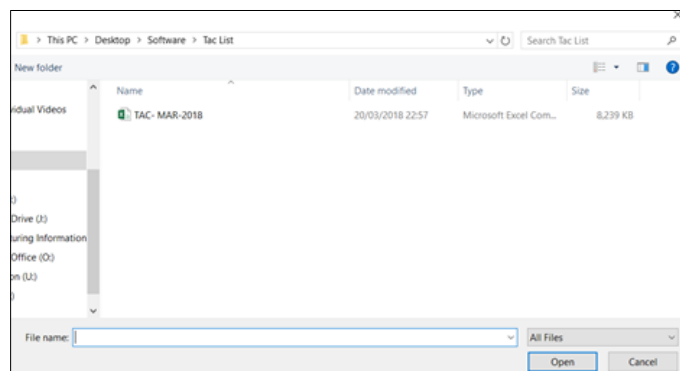 This PC > Desktop > Software > Tac List
Search Tac List
New folder
Name Date modified Type Size
vidual Videos
TAC- MAR-2018 20/03/2018 22:57 Microsoft Excel Com... 8,239 KB
:)
Drive (J:)
uring Information
Office (O:)
on (U:)
)
File name:
All Files
Open Cancel